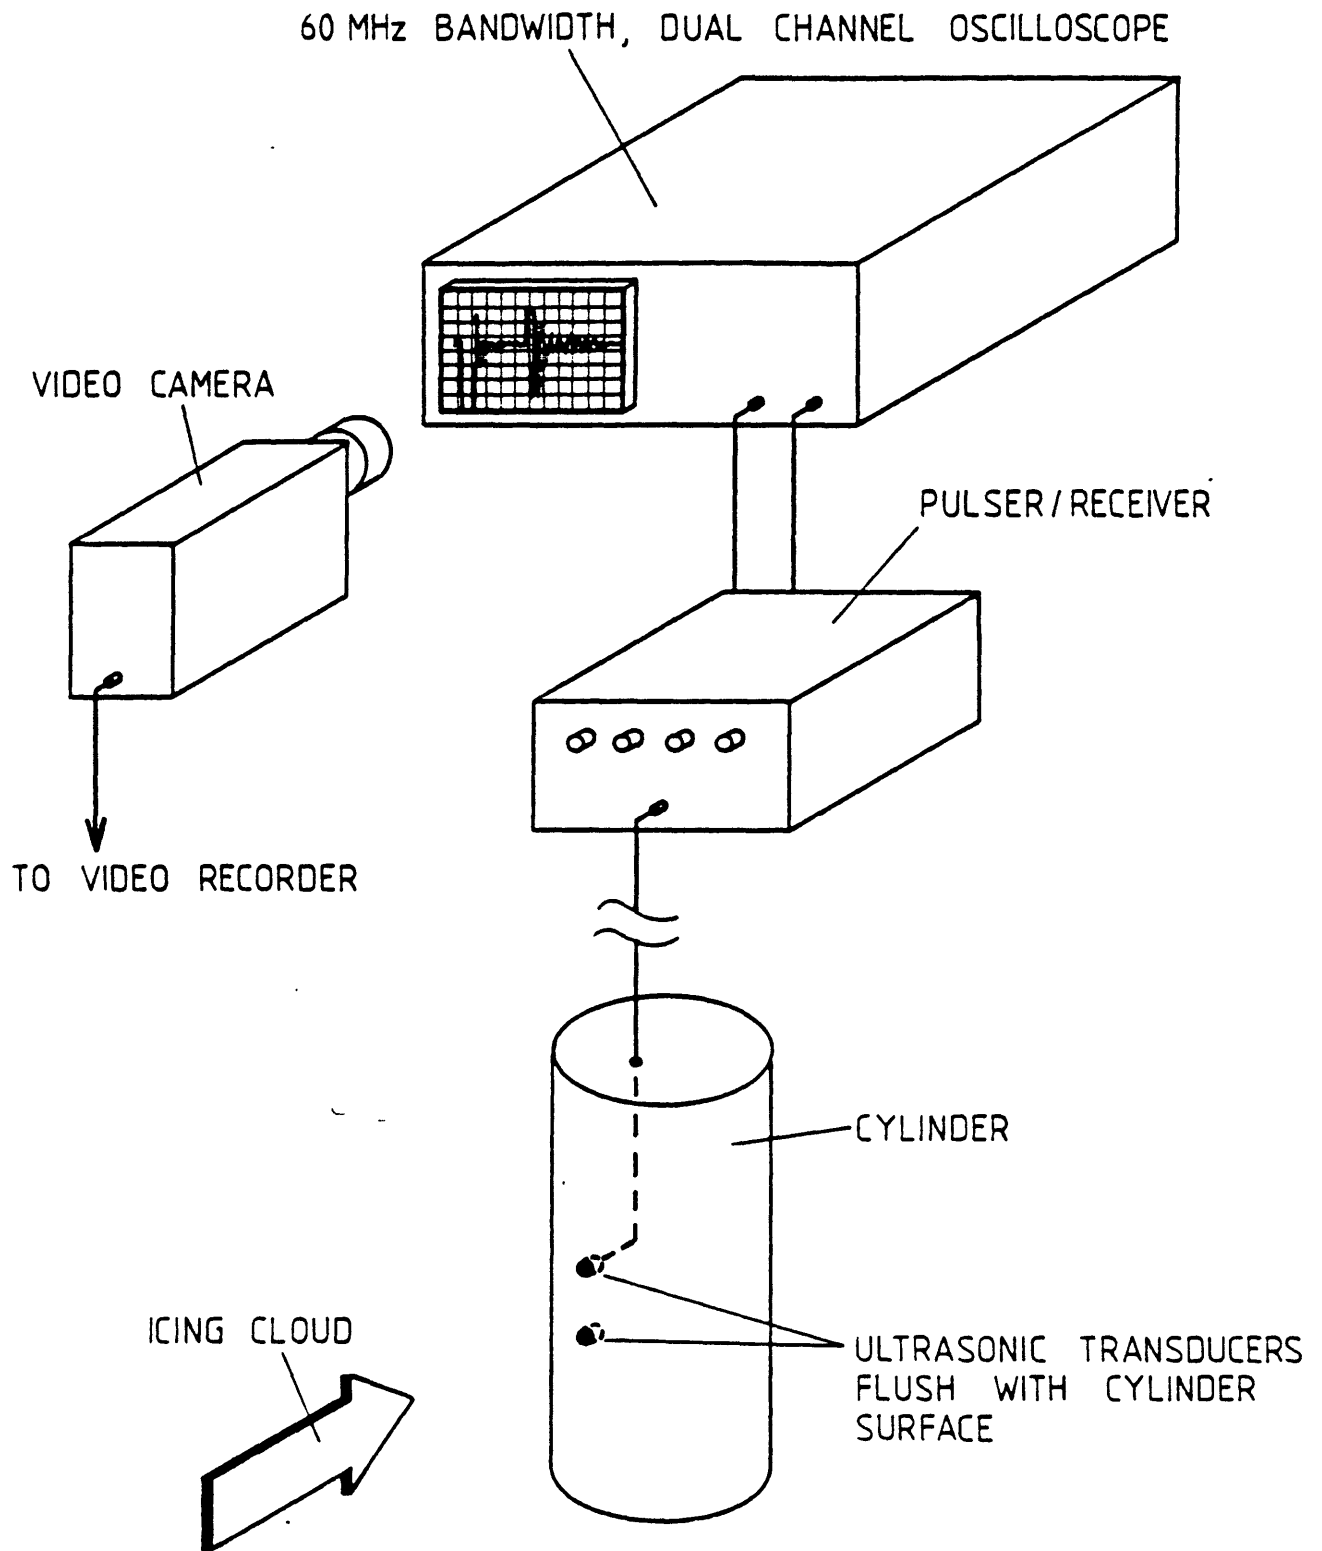 60 MHz BANDWIDTH, DUAL CHANNEL OSCILLOSCOPE
VIDEO CAMERA
PULSER/RECEIVER
TO VIDEO RECORDER
CYLINDER
ICING CLOUD
ULTRASONIC TRANSDUCERS
FLUSH WITH CYLINDER
SURFACE